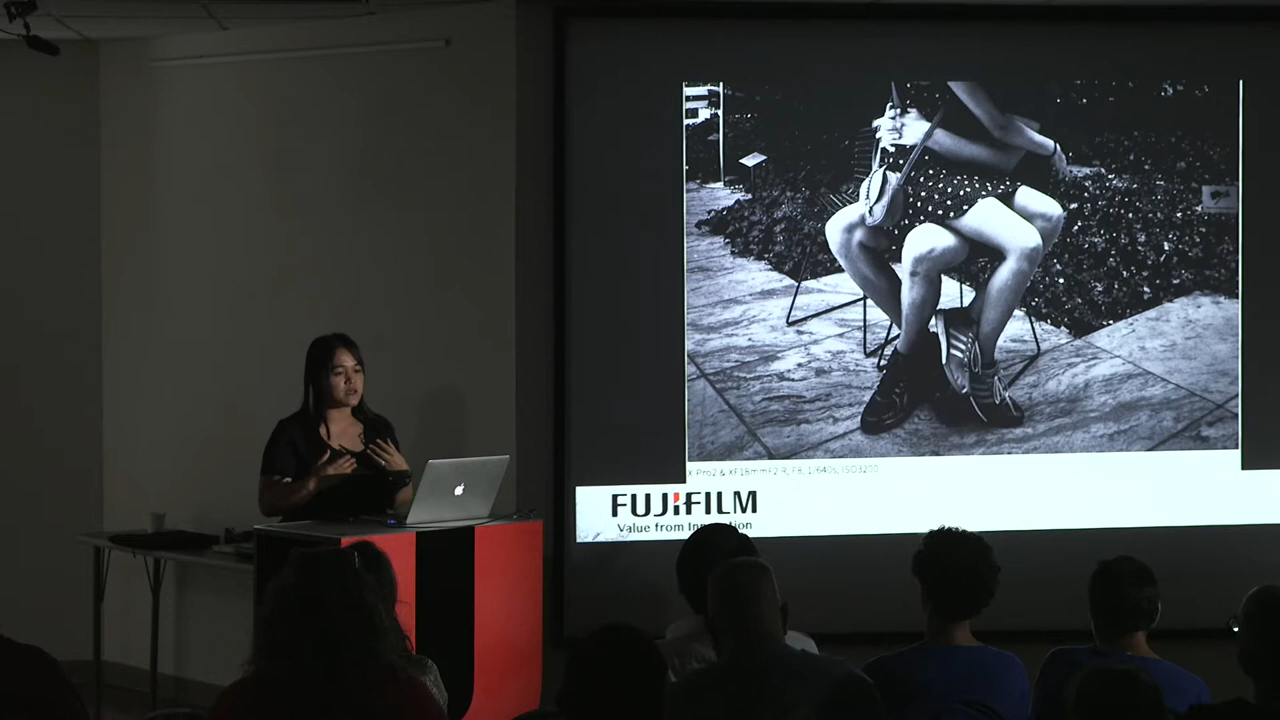 X-Pro2 & XF18mmF2 R, F8, 1/640s, ISO3200
FUJIFILM
Value from Innovation